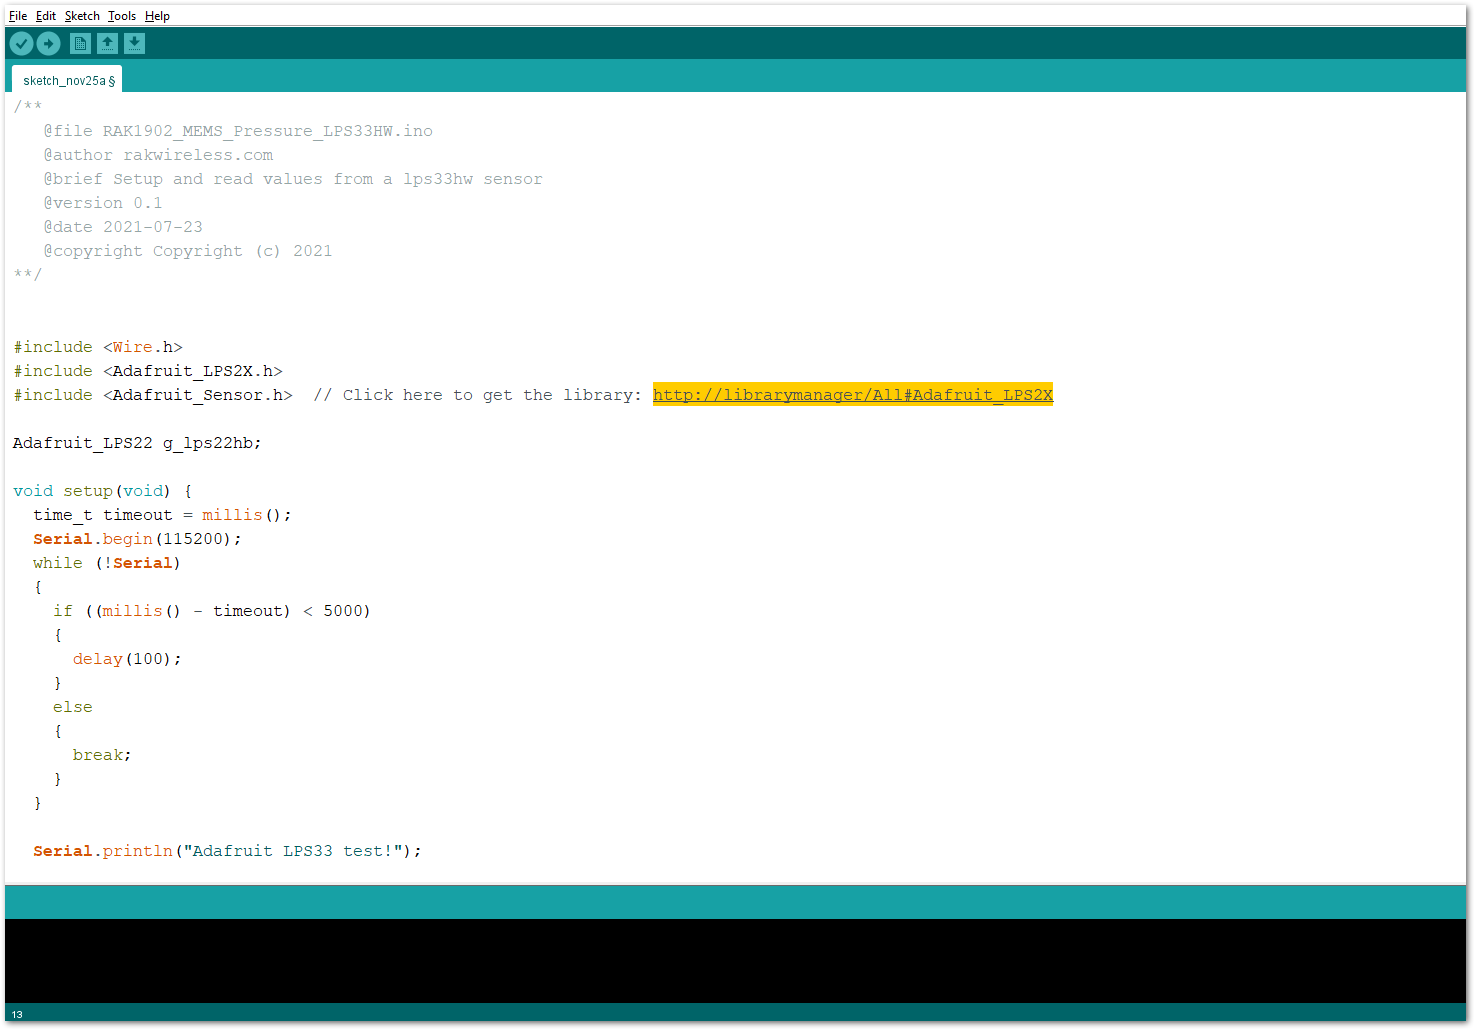 File Edit Sketch Tools Help
sketch_nov25a §
/**
   @file RAK1902_MEMS_Pressure_LPS33HW.ino
   @author rakwireless.com
   @brief Setup and read values from a lps33hw sensor
   @version 0.1
   @date 2021-07-23
   @copyright Copyright (c) 2021
**/
#include <Wire.h>
#include <Adafruit_LPS2X.h>
#include <Adafruit_Sensor.h>  // Click here to get the library: http://librarymanager/All#Adafruit_LPS2X
Adafruit_LPS22 g_lps22hb;
void setup(void) {
  time_t timeout = millis();
  Serial.begin(115200);
  while (!Serial)
  {
    if ((millis() - timeout) < 5000)
    {
      delay(100);
    }
    else
    {
      break;
    }
  }
  Serial.println("Adafruit LPS33 test!");
13